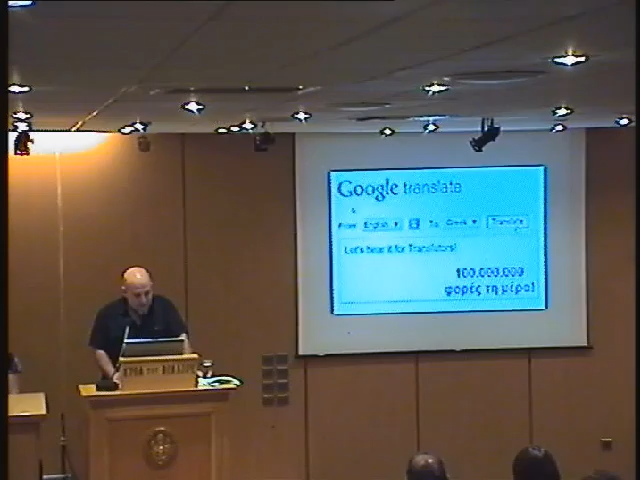 Google translate
From: English To: Greek Translate
Let's hear it for Translators!
100.000.000
φορές τη μέρα!